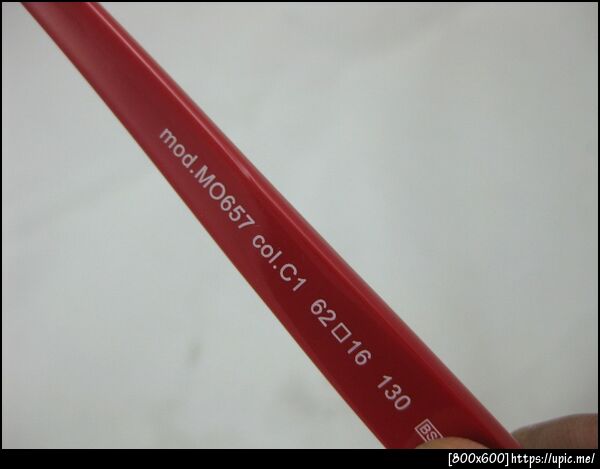 mod.MO657 col.C1 62□16 130
[800x600]https://upic.me/